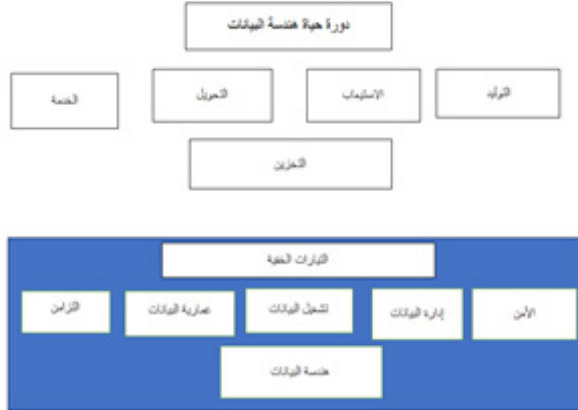 دورة حياة هندسة البيانات
التوليد
الاستيعاب
التحويل
الخدمة
التخزين
التيارات الخفية
الأمن
إدارة البيانات
تشغيل البيانات
عمارية البيانات
التزامن
هندسة البيانات